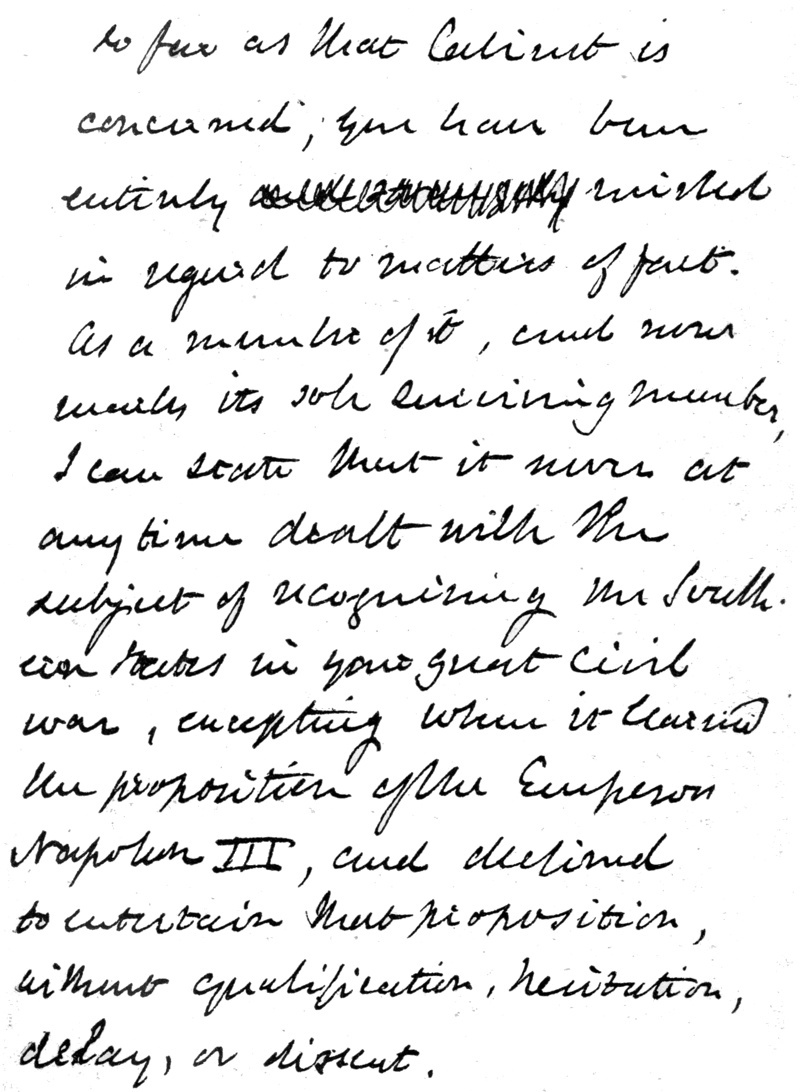 so far as that Cabinet is
concerned, you have been
entirely misled
in regard to matters of fact.
As a member of it, and now
nearly its sole surviving member,
I can state that it never at
any time dealt with the
subject of recognising the South-
ern States in your great civil
war, excepting when it learned
the proposition of the Emperor
Napoleon III, and declined
to entertain that proposition,
without qualification, hesitation,
delay, or dissent.